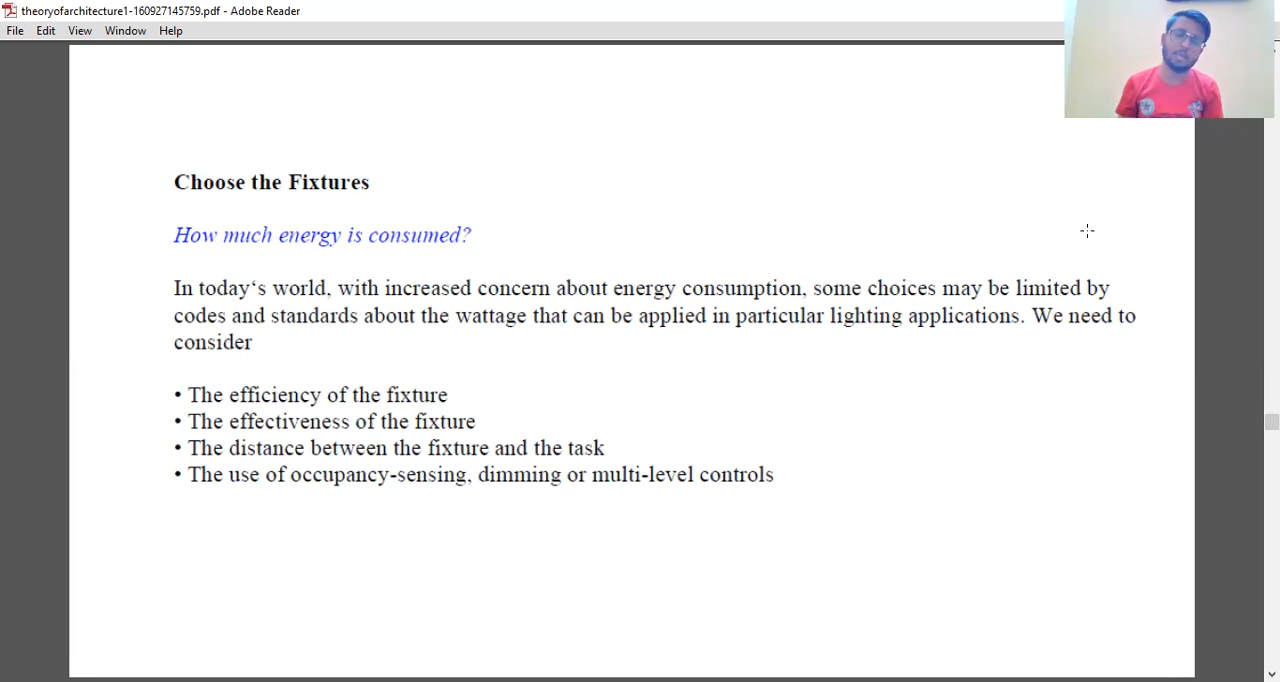 theoryofarchitecture1-160927145759.pdf - Adobe Reader
File Edit View Window Help
Choose the Fixtures
How much energy is consumed?
In today‘s world, with increased concern about energy consumption, some choices may be limited by
codes and standards about the wattage that can be applied in particular lighting applications. We need to
consider
• The efficiency of the fixture
• The effectiveness of the fixture
• The distance between the fixture and the task
• The use of occupancy-sensing, dimming or multi-level controls